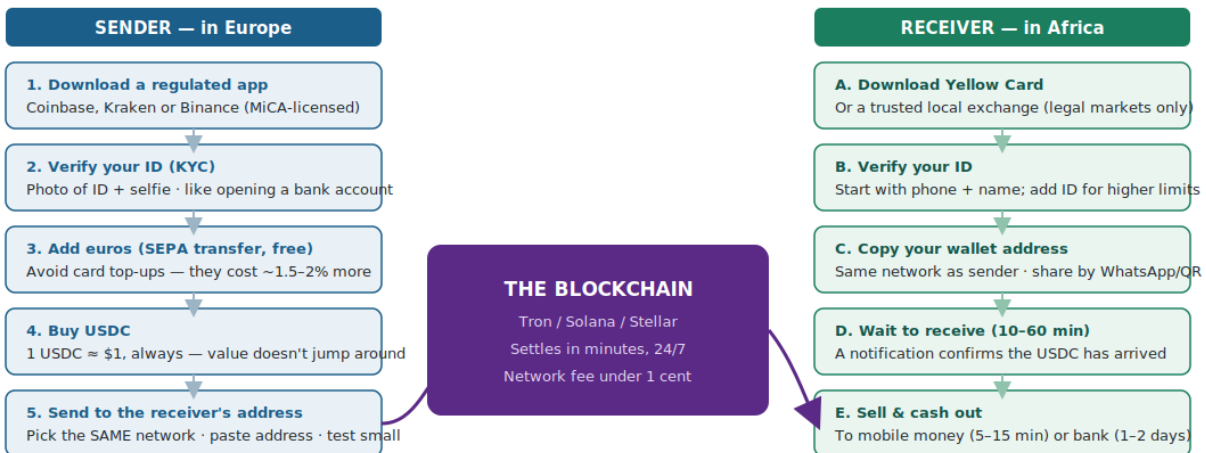 SENDER — in Europe
1. Download a regulated app
Coinbase, Kraken or Binance (MiCA-licensed)
2. Verify your ID (KYC)
Photo of ID + selfie · like opening a bank account
3. Add euros (SEPA transfer, free)
Avoid card top-ups — they cost ~1.5–2% more
4. Buy USDC
1 USDC ≈ $1, always — value doesn't jump around
5. Send to the receiver's address
Pick the SAME network · paste address · test small
THE BLOCKCHAIN
Tron / Solana / Stellar
Settles in minutes, 24/7
Network fee under 1 cent
RECEIVER — in Africa
A. Download Yellow Card
Or a trusted local exchange (legal markets only)
B. Verify your ID
Start with phone + name; add ID for higher limits
C. Copy your wallet address
Same network as sender · share by WhatsApp/QR
D. Wait to receive (10–60 min)
A notification confirms the USDC has arrived
E. Sell & cash out
To mobile money (5–15 min) or bank (1–2 days)